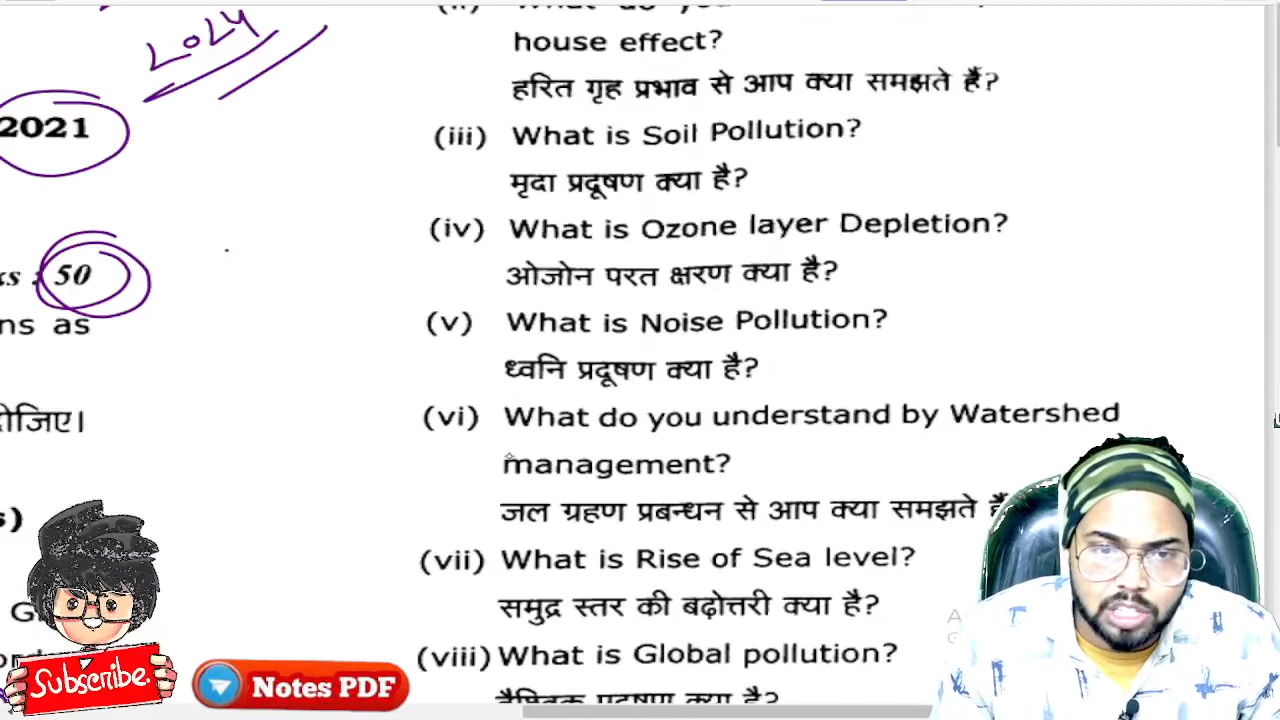 2024
house effect?
हरित गृह प्रभाव से आप क्या समझते हैं?
2021
(iii) What is Soil Pollution?
मृदा प्रदूषण क्या है?
(iv) What is Ozone layer Depletion?
ओजोन परत क्षरण क्या है?
50
ns as
(v) What is Noise Pollution?
ध्वनि प्रदूषण क्या है?
(vi) What do you understand by Watershed
management?
जल ग्रहण प्रबन्धन से आप क्या समझते
(vii) What is Rise of Sea level?
समुद्र स्तर की बढ़ोत्तरी क्या है?
(viii) What is Global pollution?
Subscribe.
Notes PDF